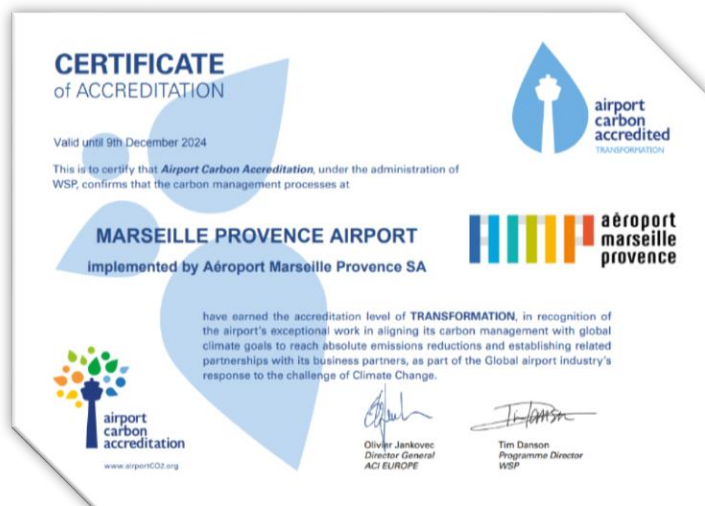 CERTIFICATE
of ACCREDITATION
airport
carbon
accredited
TRANSFORMATION
Valid until 9th December 2024
This is to certify that Airport Carbon Accreditation, under the administration of
WSP, confirms that the carbon management processes at
MARSEILLE PROVENCE AIRPORT
implemented by Aéroport Marseille Provence SA
aéroport
marseille
provence
have earned the accreditation level of TRANSFORMATION, in recognition of
the airport's exceptional work in aligning its carbon management with global
climate goals to reach absolute emissions reductions and establishing related
partnerships with its business partners, as part of the Global airport industry's
response to the challenge of Climate Change.
airport
carbon
accreditation
www.airportCO2.org
Olivier Jankovec
Director General
ACI EUROPE
Tim Danson
Programme Director
WSP